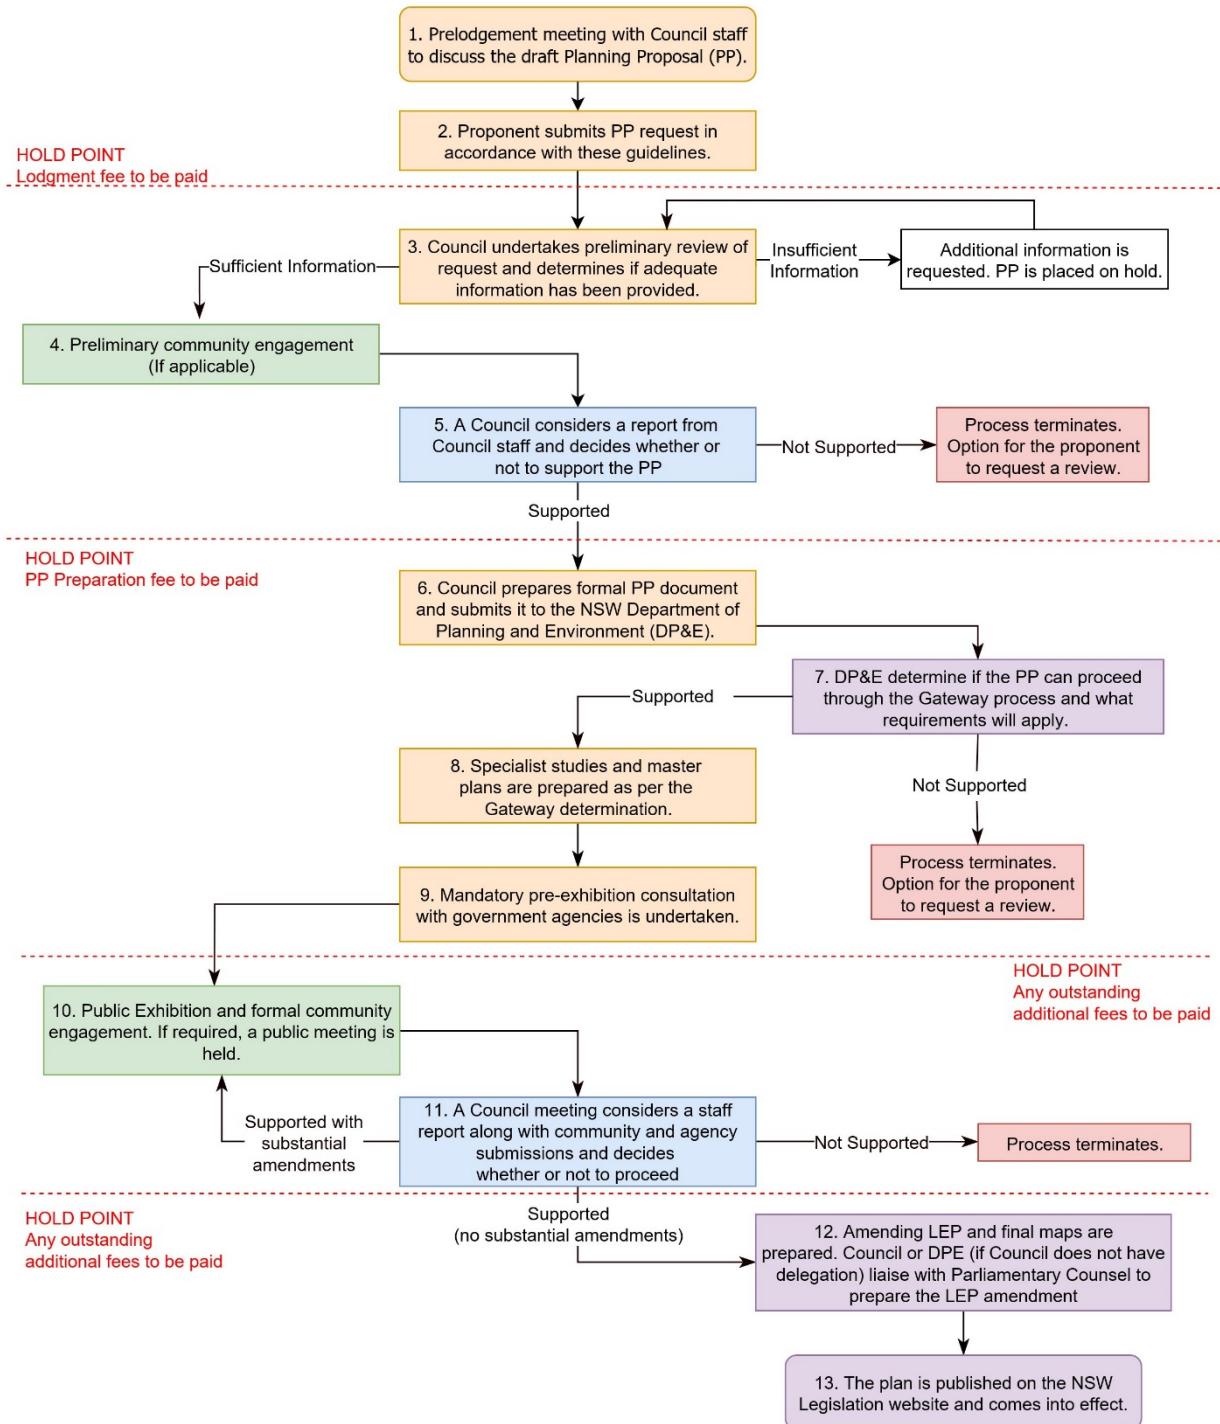 1. Prelodgement meeting with Council staff
to discuss the draft Planning Proposal (PP).
2. Proponent submits PP request in
accordance with these guidelines.
HOLD POINT
Lodgment fee to be paid
3. Council undertakes preliminary review of
request and determines if adequate
information has been provided.
Insufficient
Information
Additional information is
requested. PP is placed on hold.
Sufficient Information
4. Preliminary community engagement
(If applicable)
5. A Council considers a report from
Council staff and decides whether or
not to support the PP
Not Supported
Process terminates.
Option for the proponent
to request a review.
Supported
HOLD POINT
PP Preparation fee to be paid
6. Council prepares formal PP document
and submits it to the NSW Department of
Planning and Environment (DP&E).
7. DP&E determine if the PP can proceed
through the Gateway process and what
requirements will apply.
Supported
8. Specialist studies and master
plans are prepared as per the
Gateway determination.
Not Supported
Process terminates.
Option for the proponent
to request a review.
9. Mandatory pre-exhibition consultation
with government agencies is undertaken.
HOLD POINT
Any outstanding
additional fees to be paid
10. Public Exhibition and formal community
engagement. If required, a public meeting is
held.
Supported with
substantial
amendments
11. A Council meeting considers a staff
report along with community and agency
submissions and decides
whether or not to proceed
Not Supported
Process terminates.
HOLD POINT
Any outstanding
additional fees to be paid
Supported
(no substantial amendments)
12. Amending LEP and final maps are
prepared. Council or DPE (if Council does not have
delegation) liaise with Parliamentary Counsel to
prepare the LEP amendment
13. The plan is published on the NSW
Legislation website and comes into effect.